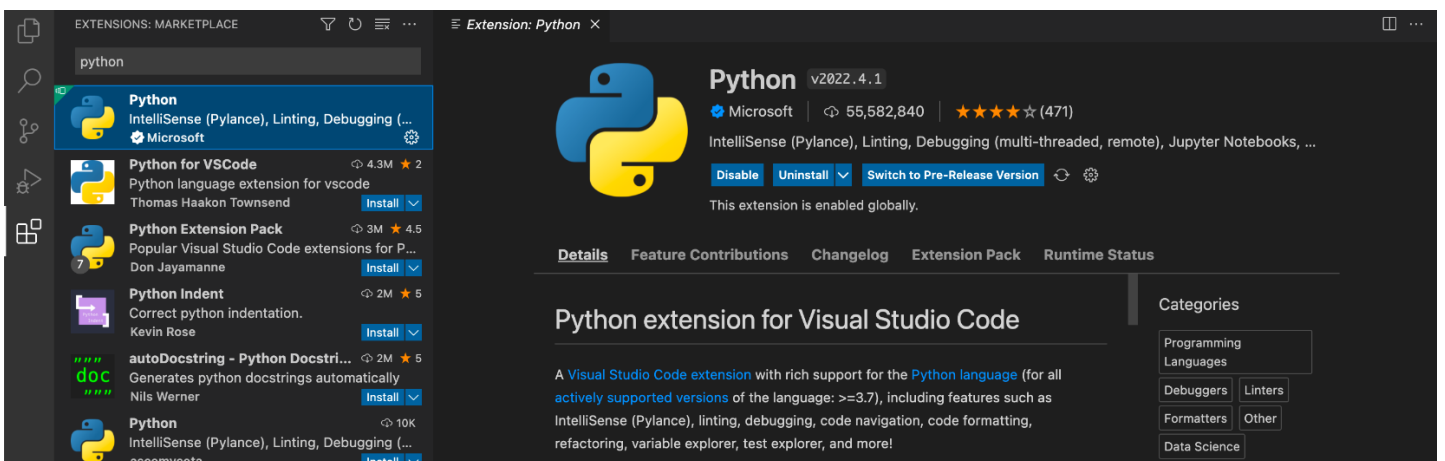 EXTENSIONS: MARKETPLACE
python
Python
IntelliSense (Pylance), Linting, Debugging (...
Microsoft
Python for VSCode 4.3M ★ 2
Python language extension for vscode
Thomas Haakon Townsend Install
Python Extension Pack 3M ★ 4.5
Popular Visual Studio Code extensions for P...
7
Don Jayamanne Install
Python Indent 2M ★ 5
Correct python indentation.
Kevin Rose Install
autoDocstring - Python Docstri... 2M ★ 5
""" doc """
Generates python docstrings automatically
Nils Werner Install
Python 10K
IntelliSense (Pylance), Linting, Debugging (...
Install
Extension: Python ×
Python v2022.4.1
Microsoft 55,582,840 ★★★★☆ (471)
IntelliSense (Pylance), Linting, Debugging (multi-threaded, remote), Jupyter Notebooks, ...
Disable Uninstall Switch to Pre-Release Version
This extension is enabled globally.
Details Feature Contributions Changelog Extension Pack Runtime Status
Python extension for Visual Studio Code
A Visual Studio Code extension with rich support for the Python language (for all
actively supported versions of the language: >=3.7), including features such as
IntelliSense (Pylance), linting, debugging, code navigation, code formatting,
refactoring, variable explorer, test explorer, and more!
Categories
Programming
Languages
Debuggers Linters
Formatters Other
Data Science